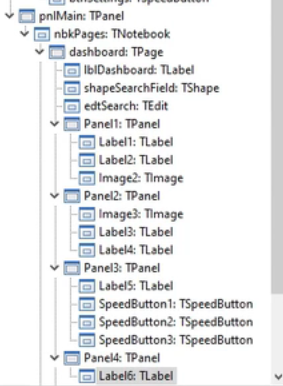 pnlMain: TPanel
nbkPages: TNotebook
dashboard: TPage
lblDashboard: TLabel
shapeSearchField: TShape
edtSearch: TEdit
Panel1: TPanel
Label1: TLabel
Label2: TLabel
Image2: TImage
Panel2: TPanel
Image3: TImage
Label3: TLabel
Label4: TLabel
Panel3: TPanel
Label5: TLabel
SpeedButton1: TSpeedButton
SpeedButton2: TSpeedButton
SpeedButton3: TSpeedButton
Panel4: TPanel
Label6: TLabel